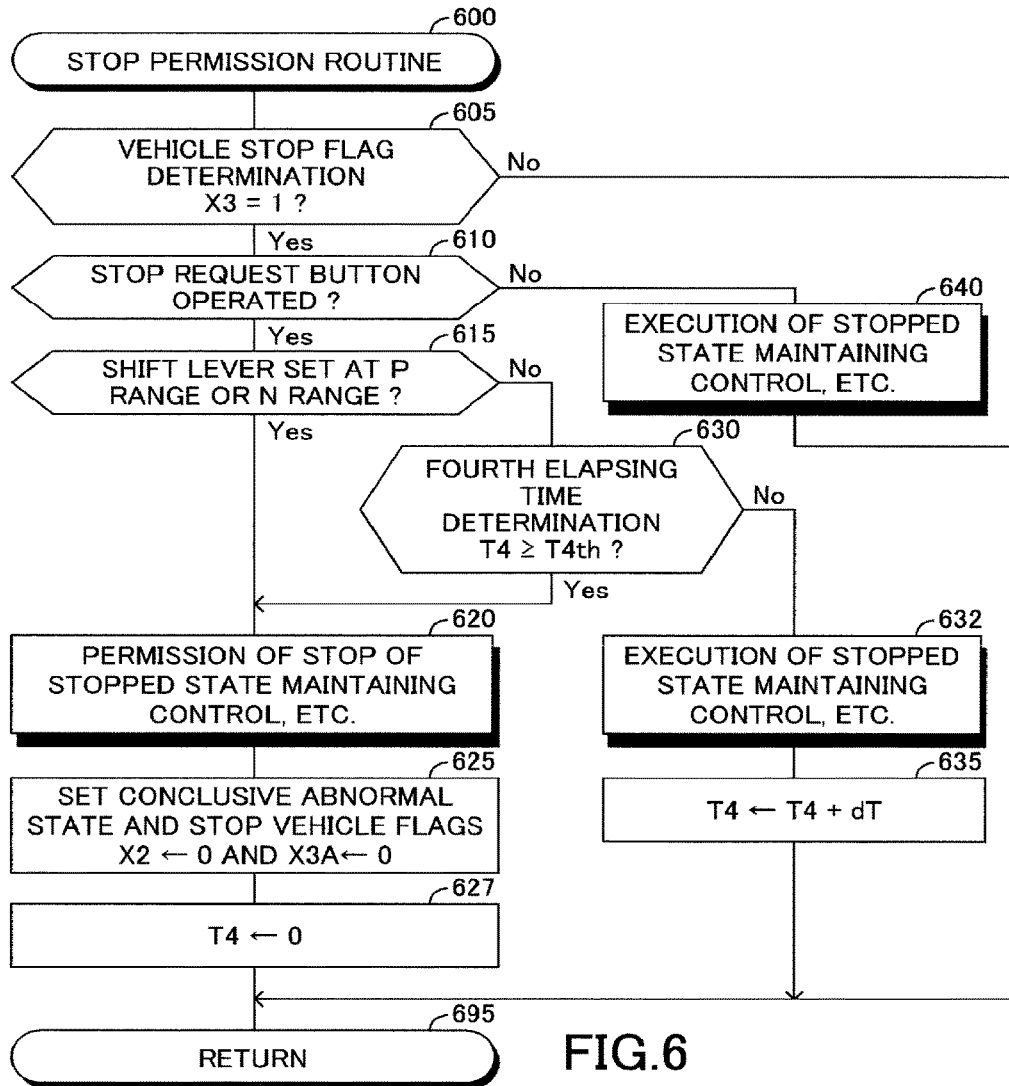 600
STOP PERMISSION ROUTINE
605
VEHICLE STOP FLAG
DETERMINATION
X3 = 1 ?
No
Yes
610
STOP REQUEST BUTTON
OPERATED ?
No
Yes
640
EXECUTION OF STOPPED
STATE MAINTAINING
CONTROL, ETC.
615
SHIFT LEVER SET AT P
RANGE OR N RANGE ?
No
Yes
630
FOURTH ELAPSING
TIME
DETERMINATION
T4 ≥ T4th ?
No
Yes
620
PERMISSION OF STOP OF
STOPPED STATE MAINTAINING
CONTROL, ETC.
632
EXECUTION OF STOPPED
STATE MAINTAINING
CONTROL, ETC.
625
SET CONCLUSIVE ABNORMAL
STATE AND STOP VEHICLE FLAGS
X2 ← 0 AND X3A← 0
635
T4 ← T4 + dT
627
T4 ← 0
695
RETURN
FIG.6